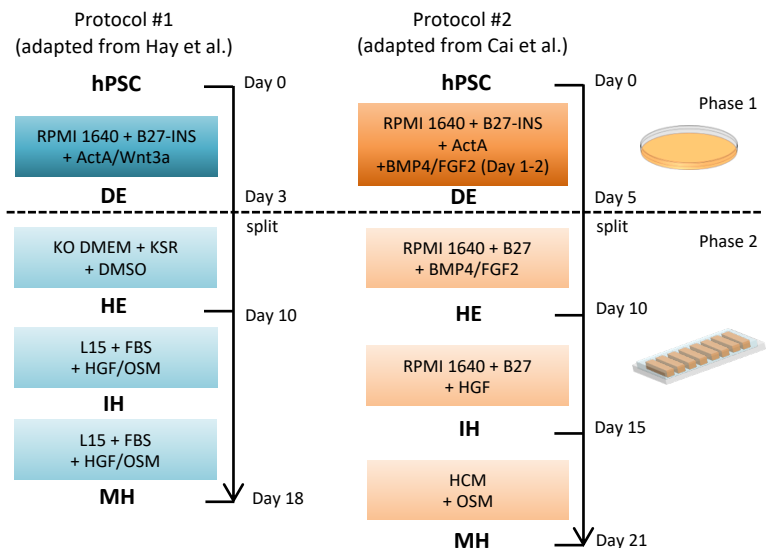 Protocol #1
(adapted from Hay et al.)
hPSC
Day 0
RPMI 1640 + B27-INS
+ ActA/Wnt3a
DE
Day 3
split
KO DMEM + KSR
+ DMSO
HE
Day 10
L15 + FBS
+ HGF/OSM
IH
L15 + FBS
+ HGF/OSM
MH
Day 18
Protocol #2
(adapted from Cai et al.)
hPSC
Day 0
Phase 1
RPMI 1640 + B27-INS
+ ActA
+BMP4/FGF2 (Day 1-2)
DE
Day 5
split
Phase 2
RPMI 1640 + B27
+ BMP4/FGF2
HE
Day 10
RPMI 1640 + B27
+ HGF
IH
Day 15
HCM
+ OSM
MH
Day 21